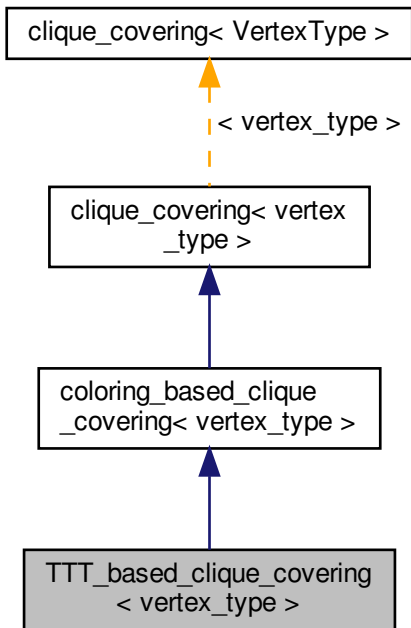 clique_covering< VertexType >
< vertex_type >
clique_covering< vertex
_type >
coloring_based_clique
_covering< vertex_type >
TTT_based_clique_covering
< vertex_type >